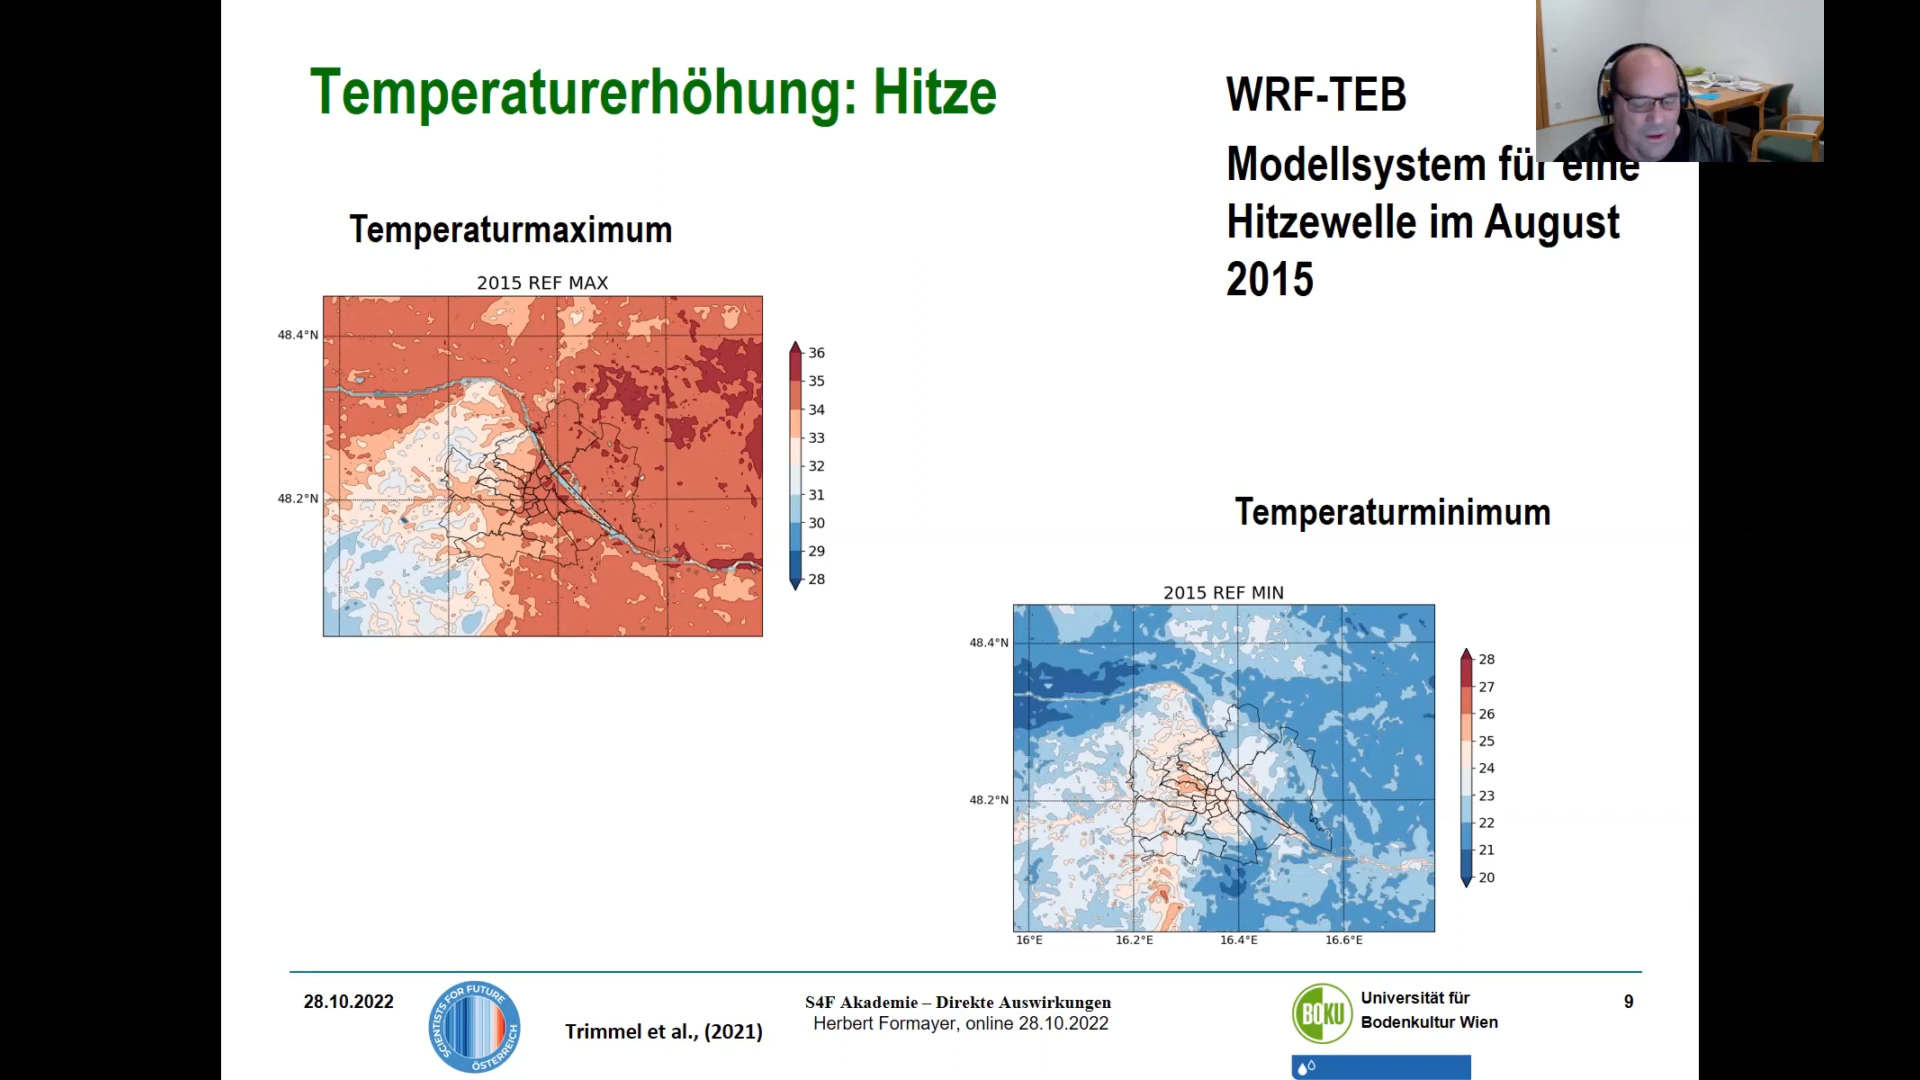 Temperaturerhöhung: Hitze
WRF-TEB
Modellsystem für eine
Hitzewelle im August
2015
Temperaturmaximum
2015 REF MAX
48.4°N
48.2°N
36
35
34
33
32
31
30
29
28
Temperaturminimum
2015 REF MIN
48.4°N
48.2°N
16°E
16.2°E
16.4°E
16.6°E
28
27
26
25
24
23
22
21
20
28.10.2022
SCIENTISTS FOR FUTURE
ÖSTERREICH
Trimmel et al., (2021)
S4F Akademie – Direkte Auswirkungen
Herbert Formayer, online 28.10.2022
BOKU
Universität für
Bodenkultur Wien
9